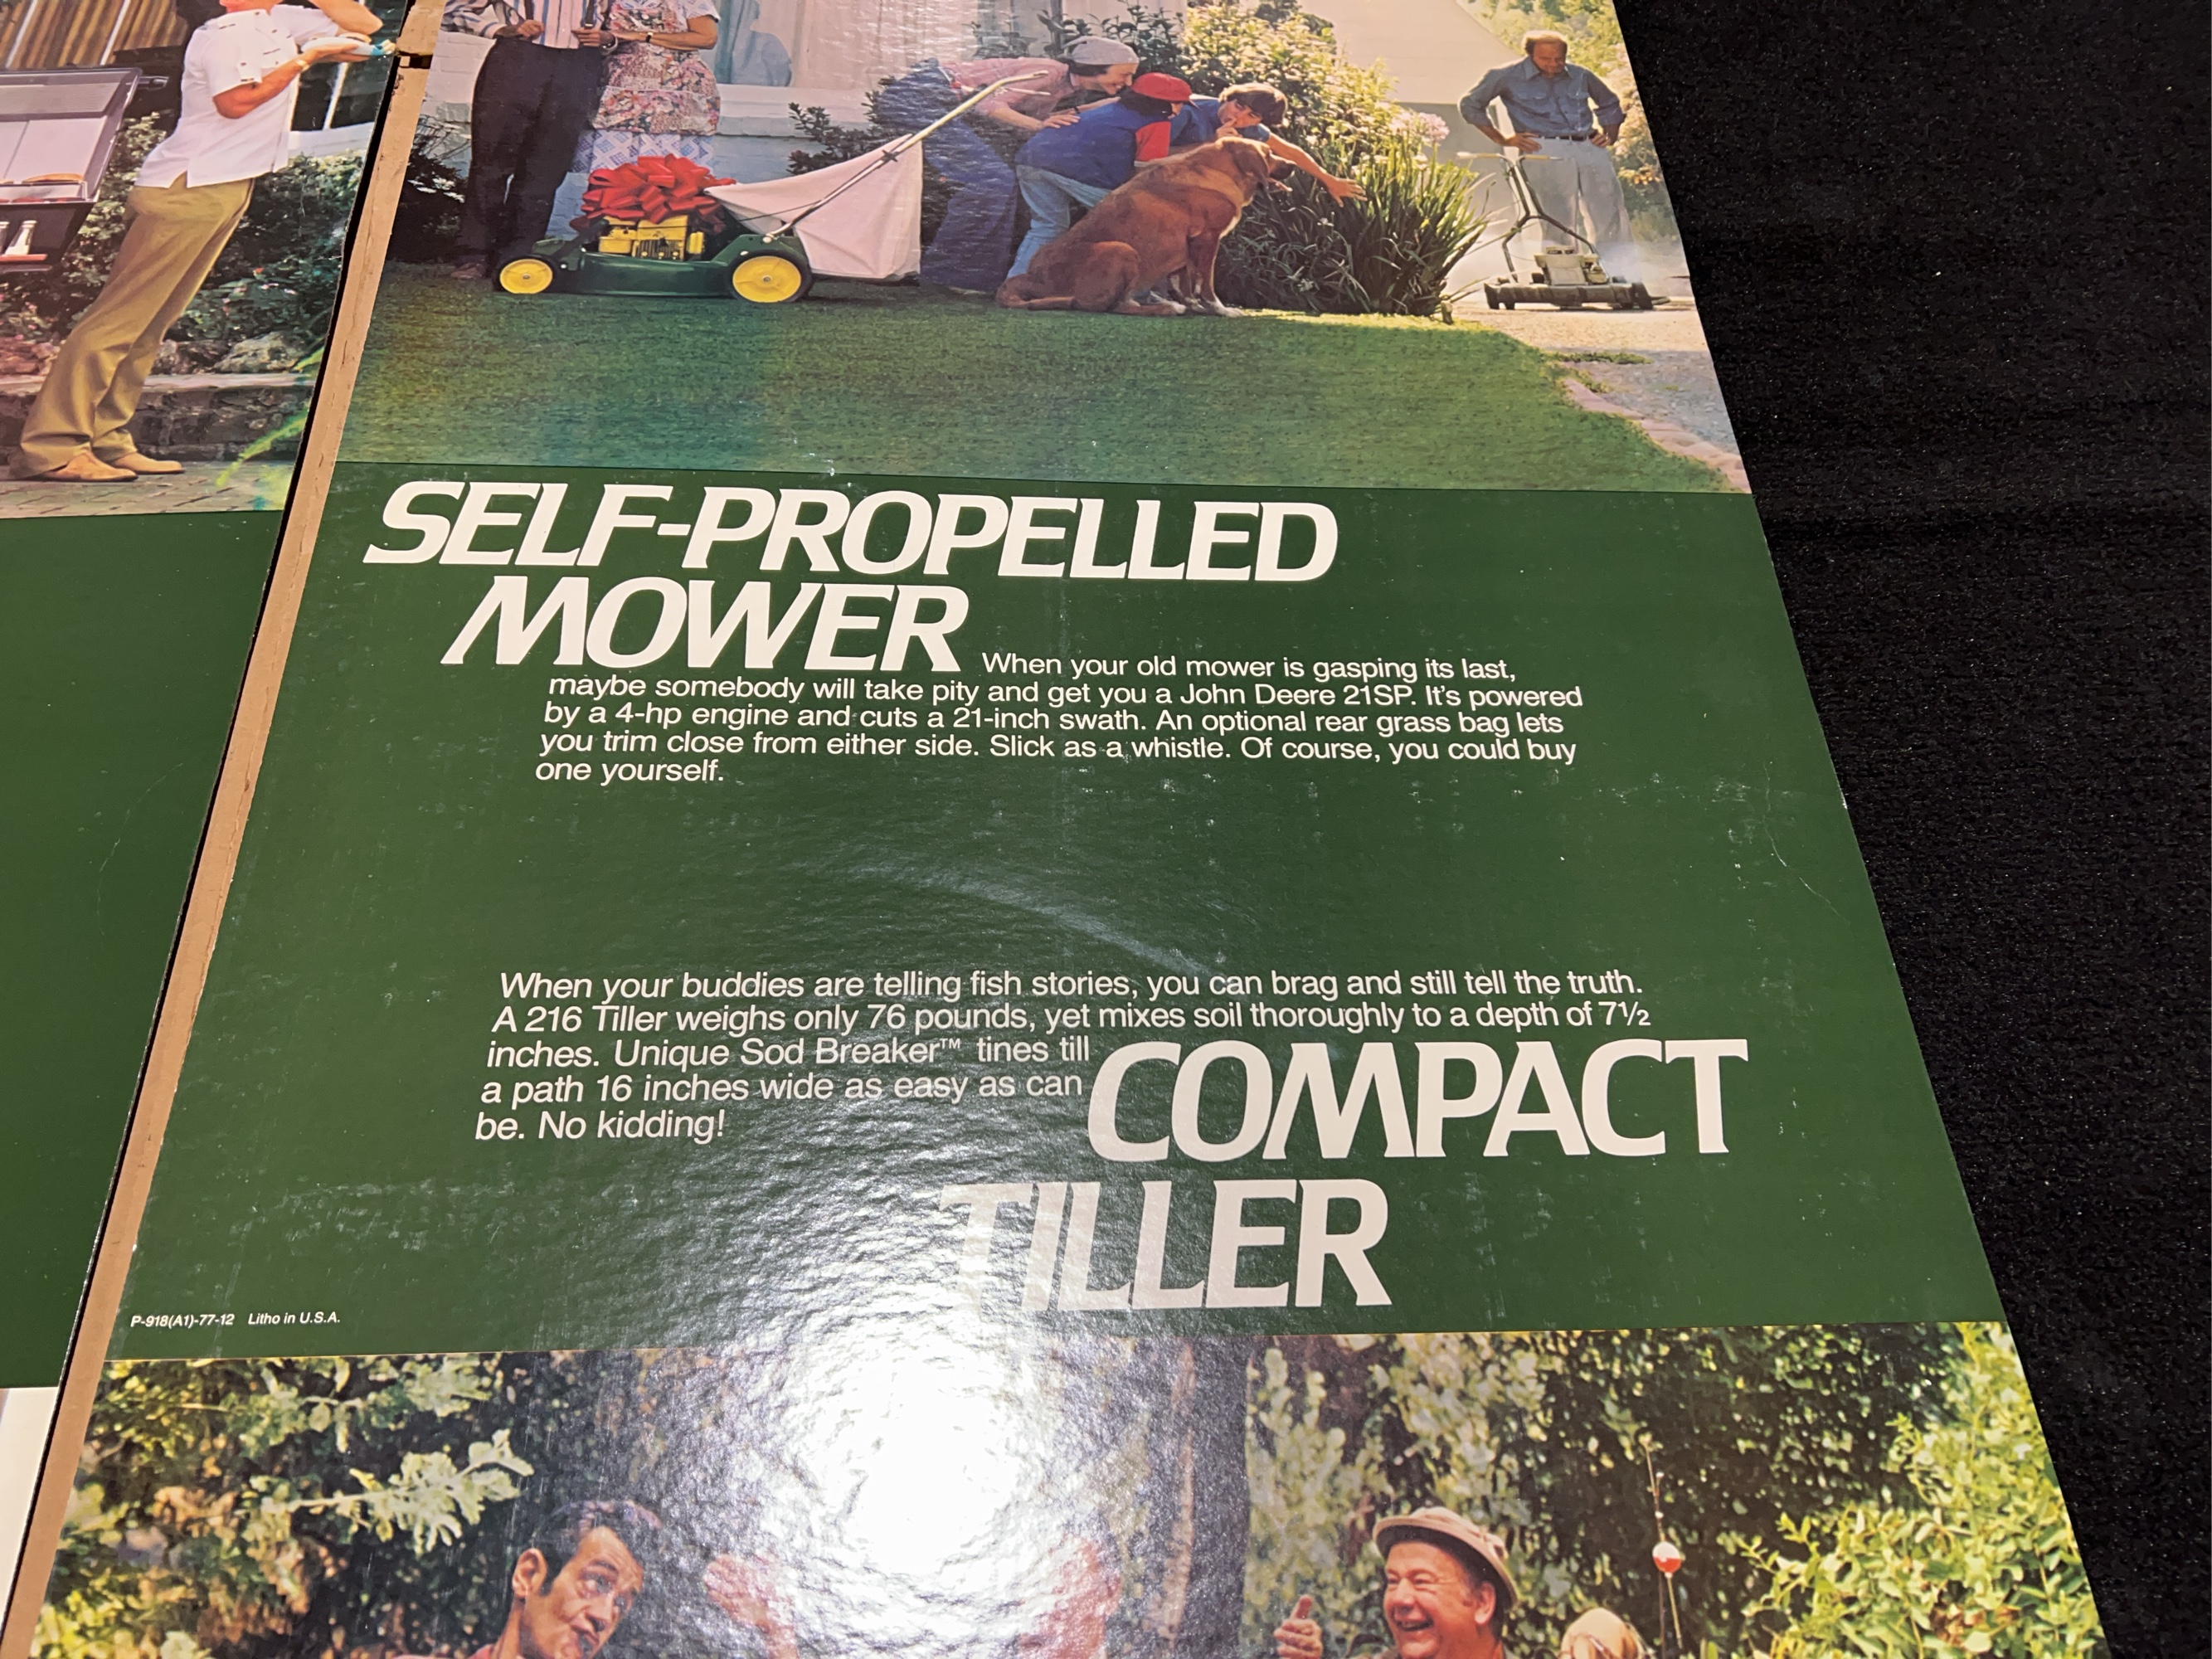 SELF-PROPELLED
MOWER When your old mower is gasping its last,
maybe somebody will take pity and get you a John Deere 21SP. It's powered
by a 4-hp engine and cuts a 21-inch swath. An optional rear grass bag lets
you trim close from either side. Slick as a whistle. Of course, you could buy
one yourself.
When your buddies are telling fish stories, you can brag and still tell the truth.
A 216 Tiller weighs only 76 pounds, yet mixes soil thoroughly to a depth of 7½
inches. Unique Sod Breaker™ tines till
a path 16 inches wide as easy as can
be. No kidding!
COMPACT
TILLER
P-918(A1)-77-12 Litho in U.S.A.